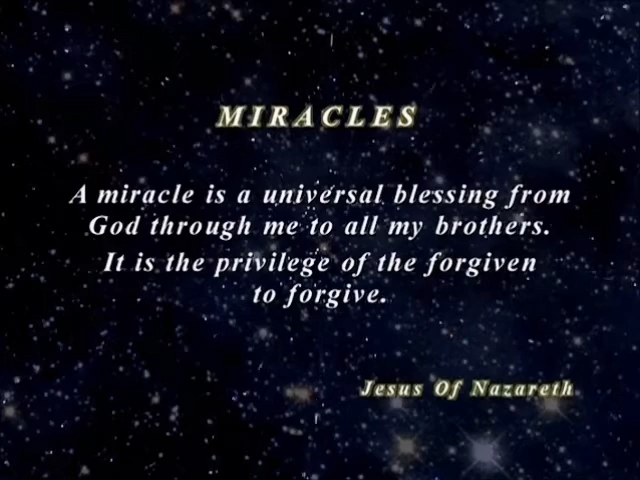 MIRACLES
A miracle is a universal blessing from
God through me to all my brothers.
It is the privilege of the forgiven
to forgive.
Jesus Of Nazareth